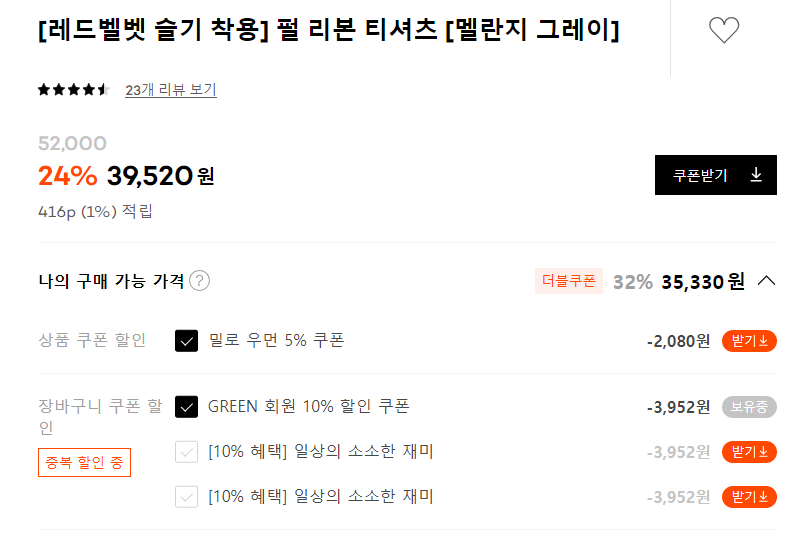 [레드벨벳 슬기 착용] 펄 리본 티셔츠 [멜란지 그레이]
23개 리뷰 보기
52,000
24% 39,520원
쿠폰받기
416p (1%) 적립
나의 구매 가능 가격 ? 더블쿠폰 32% 35,330원
상품 쿠폰 할인 밀로 우먼 5% 쿠폰 -2,080원 받기
장바구니 쿠폰 할
인
GREEN 회원 10% 할인 쿠폰 -3,952원 보유중
중복 할인 중
[10% 혜택] 일상의 소소한 재미 -3,952원 받기
[10% 혜택] 일상의 소소한 재미 -3,952원 받기